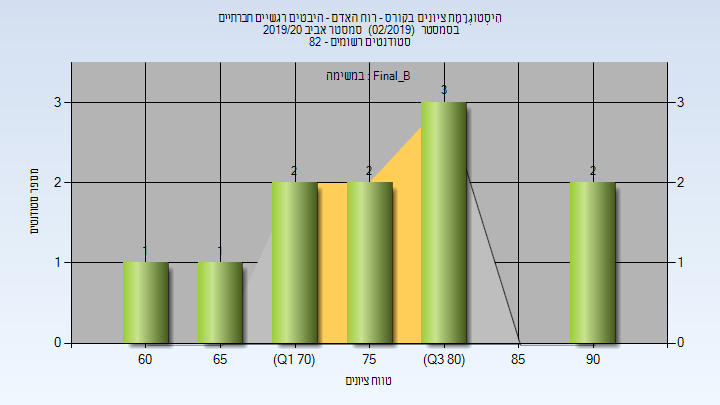 הִיסְטוֹגְרָמַת ציונים בקורס - רוח האדם - היבטים רגשיים חברתיים
בסמסטר (02/2019) סמסטר אביב 2019/20
סטודנטים רשומים - 82
במשימה : Final_B
מספר סטודנטים
3 3
2 2
1 1
0 0
1 1 2 2 3 2
60 65 (Q1 70) 75 (Q3 80) 85 90
טווח ציונים